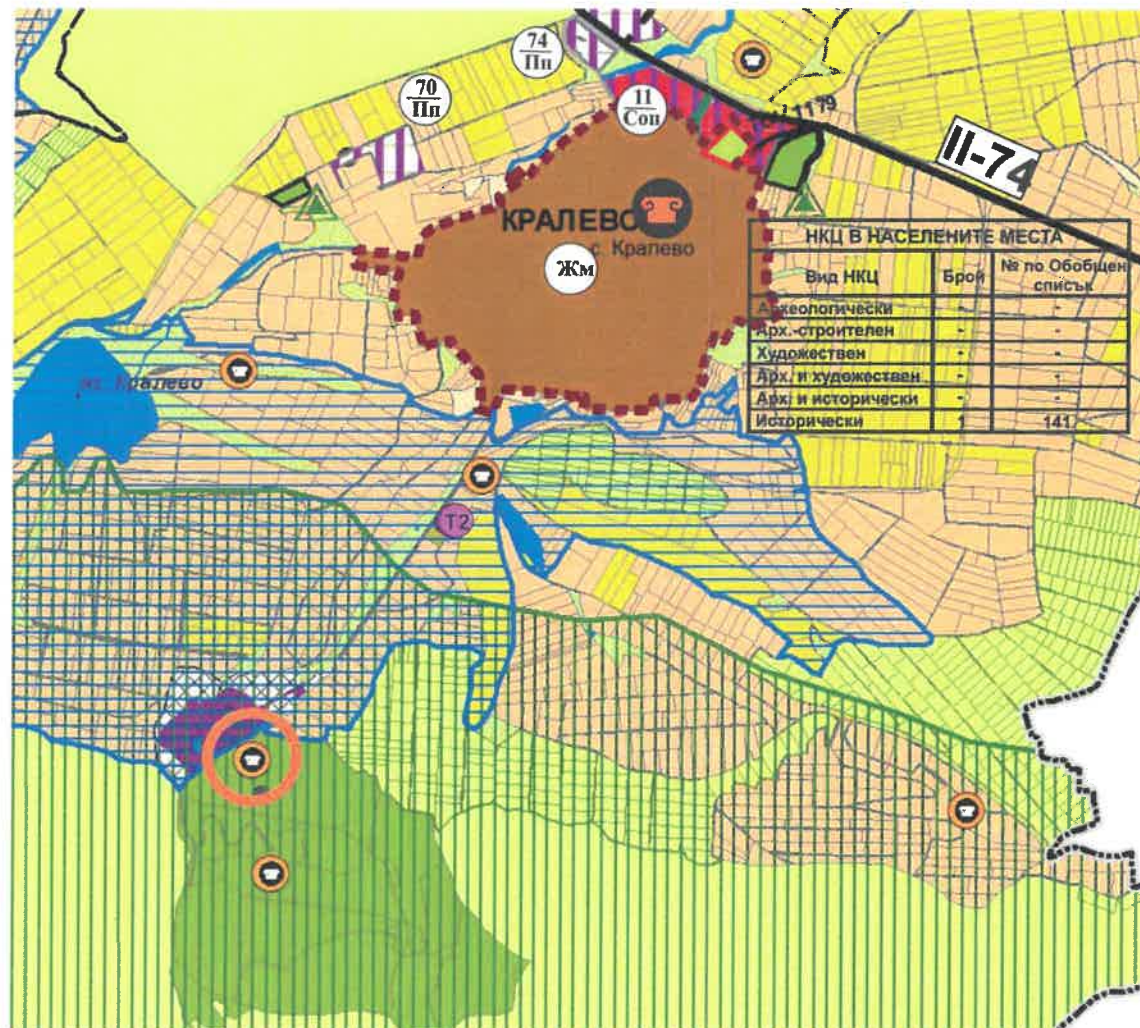 74
Пп
70
Пп
11
Соп
II-74
КРАЛЕВО
с. Кралево
Жм
НКЦ В НАСЕЛЕНИТЕ МЕСТА
Вид НКЦ Брой № по Обобщен списък
Археологически - -
Арх.-строителен - -
Художествен - -
Арх. и художествен - -
Арх. и исторически - -
Исторически 1 141
яз. Кралево
Т2